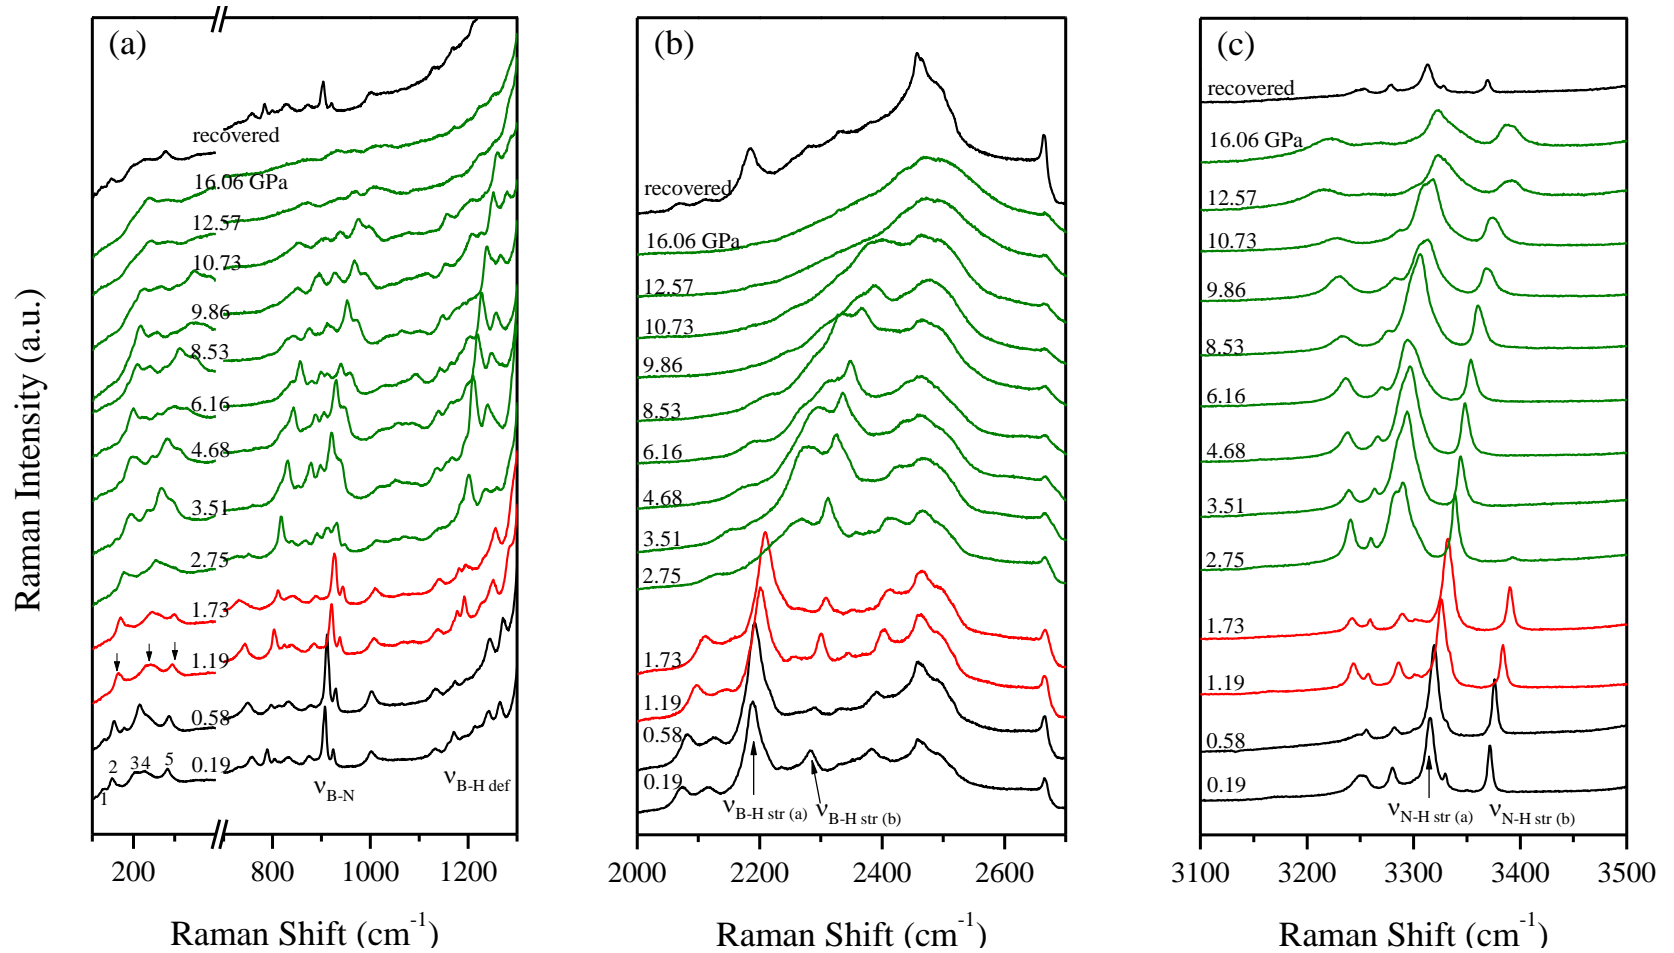 Raman Intensity (a.u.)
(a)
recovered
16.06 GPa
12.57
10.73
9.86
8.53
6.16
4.68
3.51
2.75
1.73
1.19
0.58
0.19
1
2
3
4
5
νB-N
νB-H def
200
800
1000
1200
Raman Shift (cm-1)
(b)
recovered
16.06 GPa
12.57
10.73
9.86
8.53
6.16
4.68
3.51
2.75
1.73
1.19
0.58
0.19
νB-H str (a)
νB-H str (b)
2000
2200
2400
2600
Raman Shift (cm-1)
(c)
recovered
16.06 GPa
12.57
10.73
9.86
8.53
6.16
4.68
3.51
2.75
1.73
1.19
0.58
0.19
νN-H str (a)
νN-H str (b)
3100
3200
3300
3400
3500
Raman Shift (cm-1)